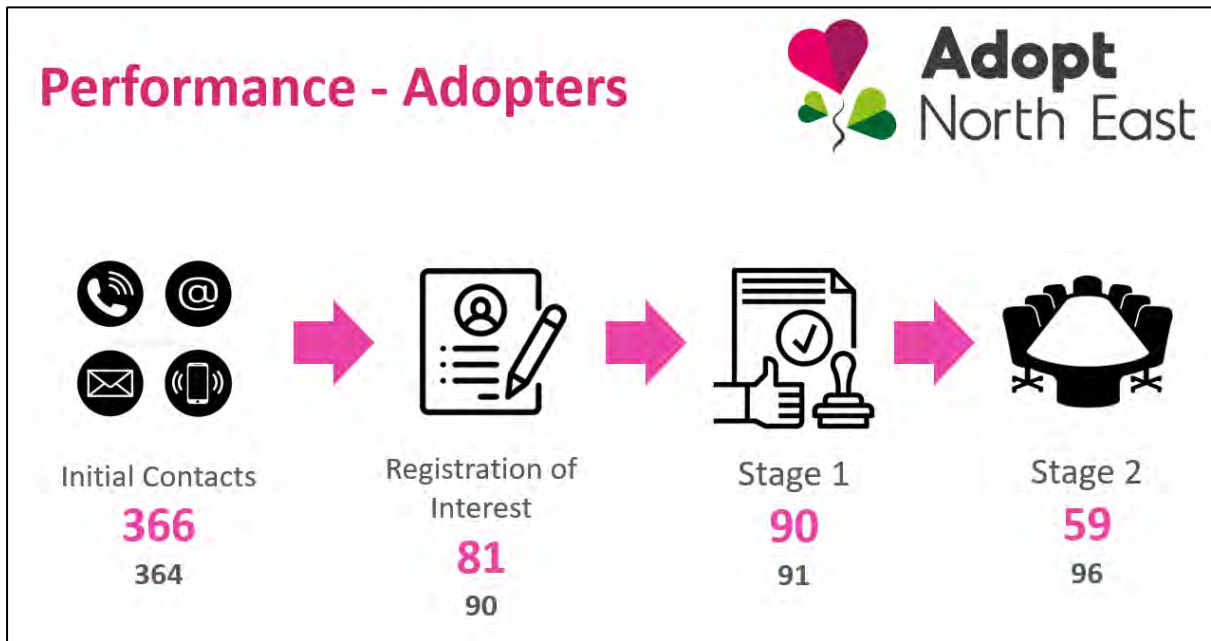 Performance - Adopters
Adopt
North East
@
Initial Contacts
366
364
Registration of
Interest
81
90
Stage 1
90
91
Stage 2
59
96